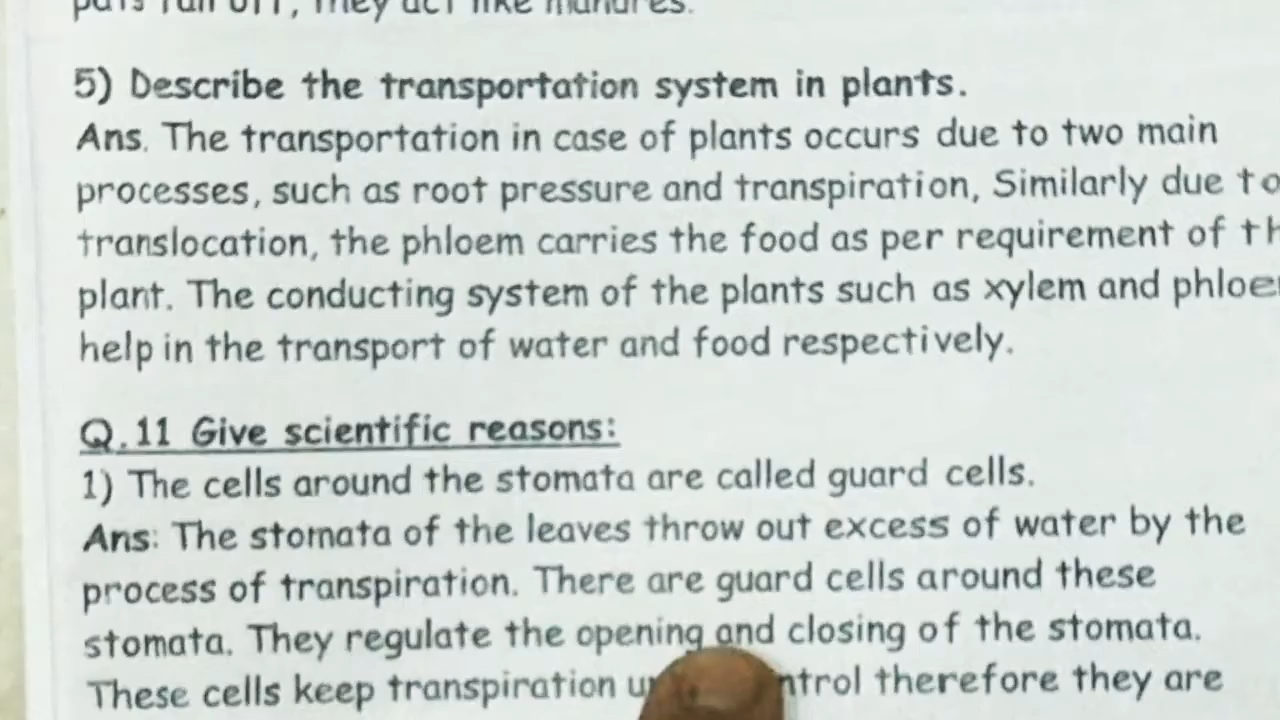 act like manures.
5) Describe the transportation system in plants.
Ans. The transportation in case of plants occurs due to two main
processes, such as root pressure and transpiration, Similarly due to
translocation, the phloem carries the food as per requirement of
plant. The conducting system of the plants such as xylem and
help in the transport of water and food respectively.
Q.11 Give scientific reasons:
1) The cells around the stomata are called guard cells.
Ans: The stomata of the leaves throw out excess of water by the
process of transpiration. There are guard cells around these
stomata. They regulate the opening and closing of the stomata.
These cells keep transpiration therefore they are